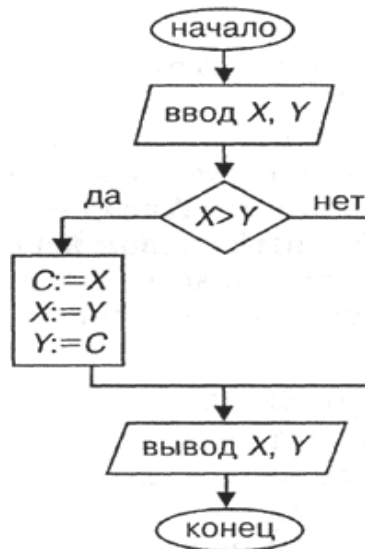 начало
ввод X, Y
да
X > Y
нет
C:=X
X:=Y
Y:=C
вывод X, Y
конец